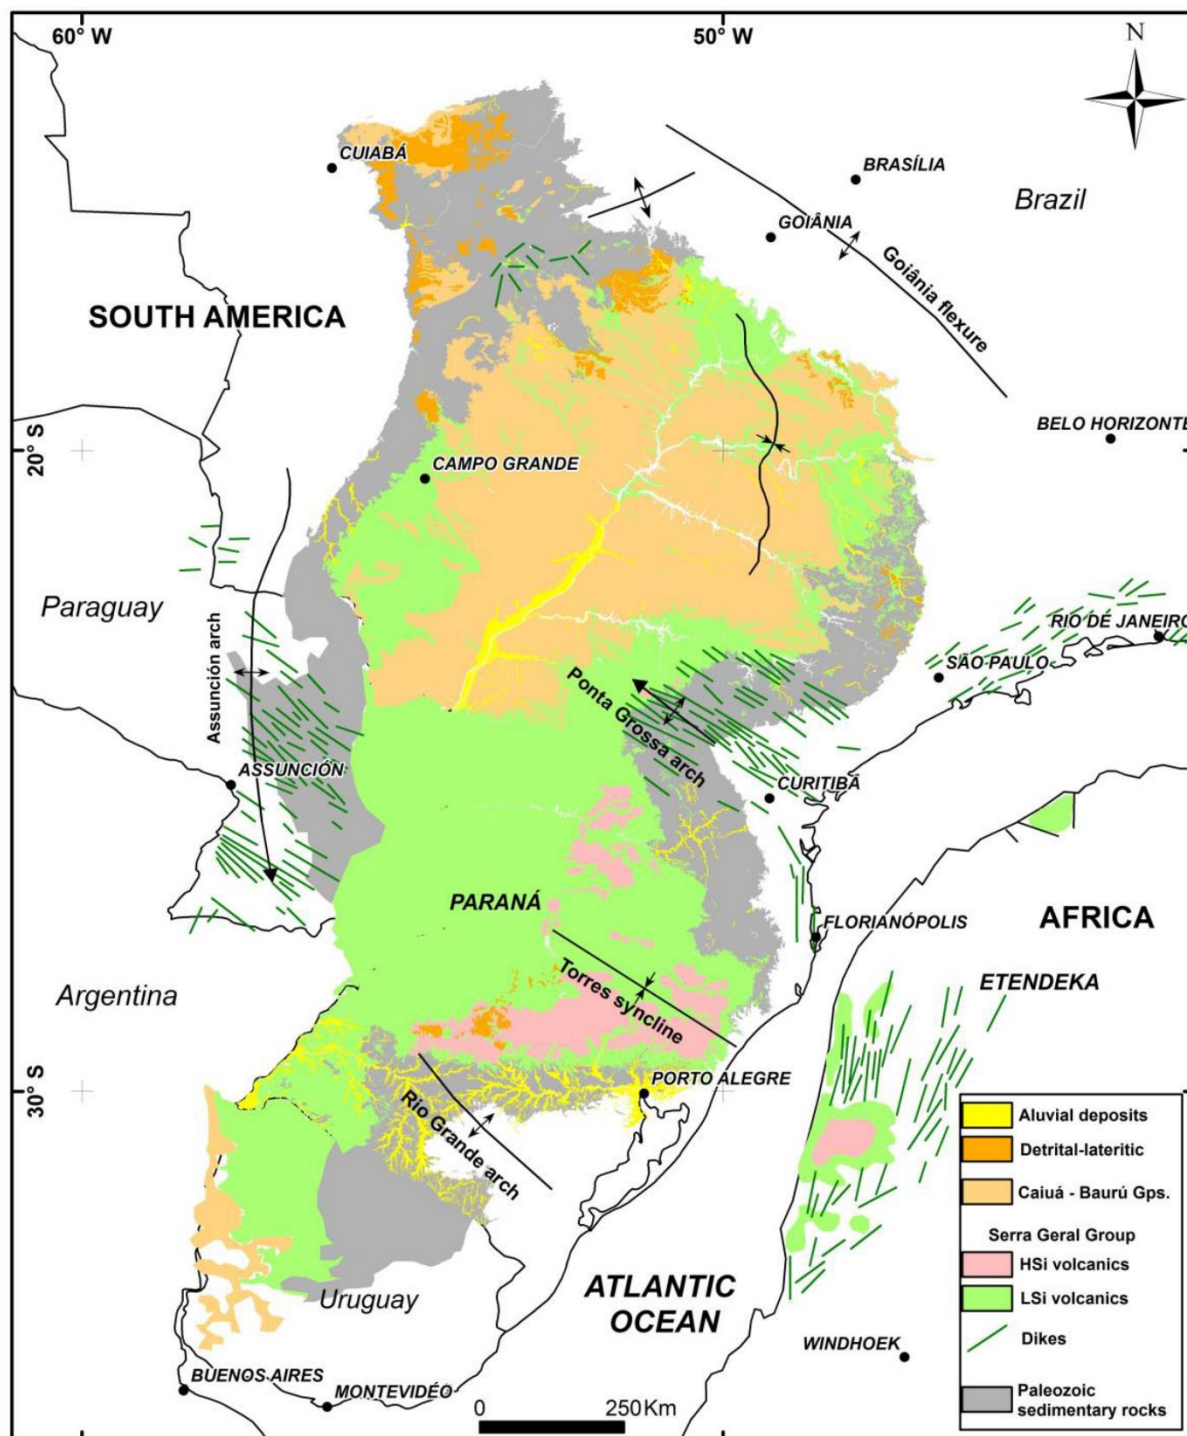 60° W
50° W
N
CUIABÁ
BRASÍLIA
Brazil
GOIÂNIA
Goiânia flexure
SOUTH AMERICA
BELO HORIZONTE
20° S
CAMPO GRANDE
Paraguay
RIO DE JANEIRO
SÃO PAULO
Assunción arch
Ponta Grossa arch
ASSUNCIÓN
CURITIBA
PARANÁ
AFRICA
FLORIANÓPOLIS
Torres syncline
ETENDEKA
Argentina
PORTO ALEGRE
30° S
Rio Grande arch
Aluvial deposits
Detrital-lateritic
Caiuá - Baurú Gps.
Serra Geral Group
HSi volcanics
LSi volcanics
Dikes
Paleozoic
sedimentary rocks
ATLANTIC
OCEAN
Uruguay
WINDHOEK
BUENOS AIRES
MONTEVIDÉO
0 250 Km